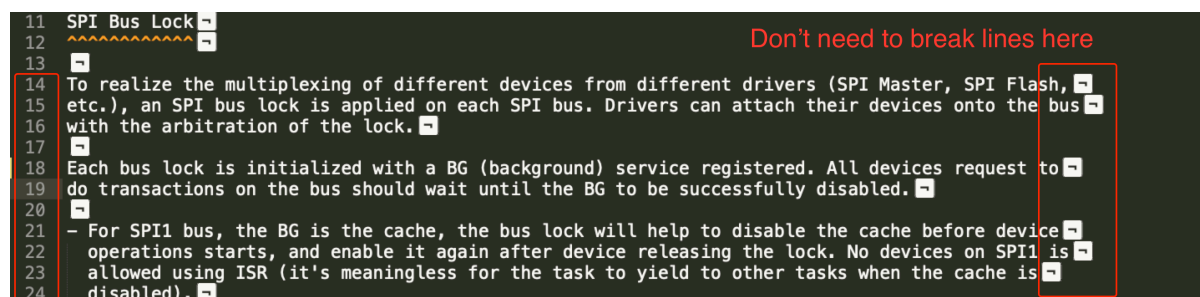 11 SPI Bus Lock¬
12 ^^^^^^^^^^^^¬
Don't need to break lines here
13 ¬
14 To realize the multiplexing of different devices from different drivers (SPI Master, SPI Flash,¬
15 etc.), an SPI bus lock is applied on each SPI bus. Drivers can attach their devices onto the bus¬
16 with the arbitration of the lock.¬
17 ¬
18 Each bus lock is initialized with a BG (background) service registered. All devices request to¬
19 do transactions on the bus should wait until the BG to be successfully disabled.¬
20 ¬
21 – For SPI1 bus, the BG is the cache, the bus lock will help to disable the cache before device¬
22 operations starts, and enable it again after device releasing the lock. No devices on SPI1 is¬
23 allowed using ISR (it's meaningless for the task to yield to other tasks when the cache is¬
24 disabled).¬